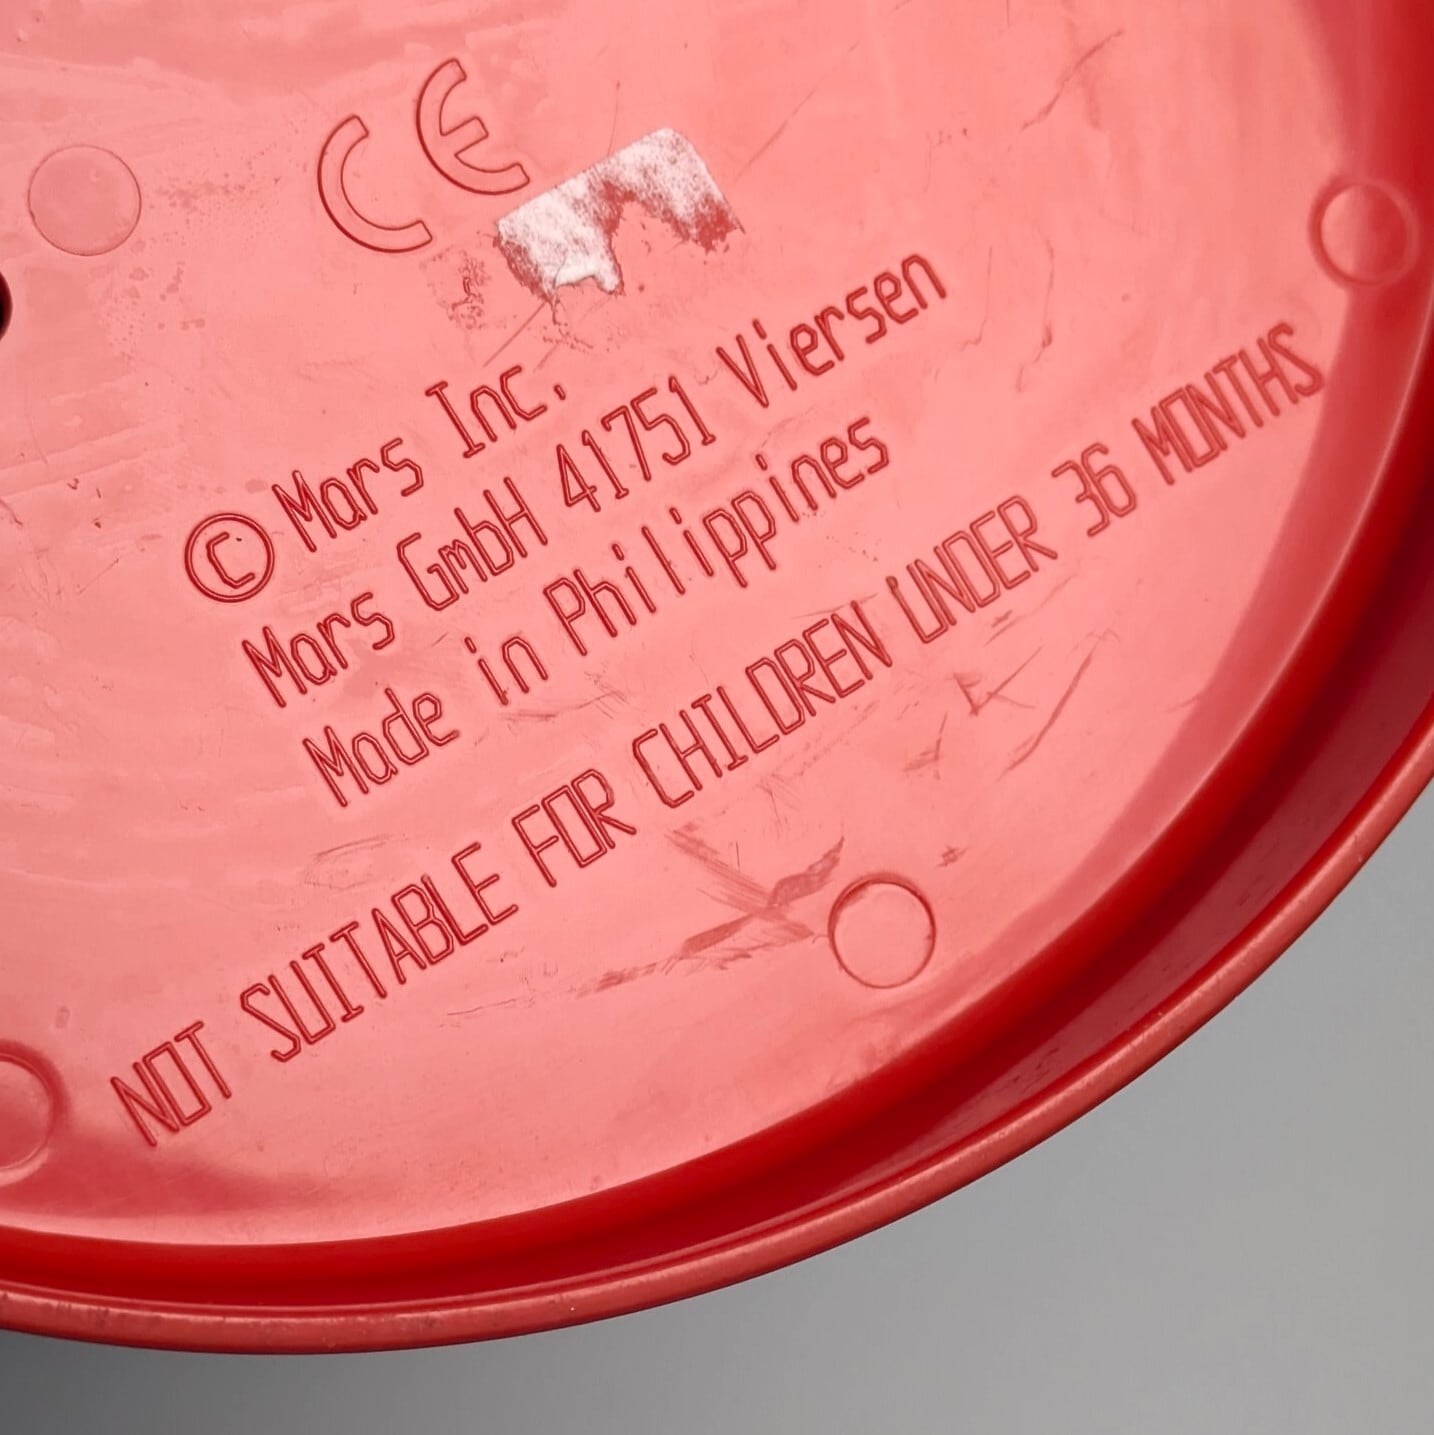 CE
© Mars Inc.
Mars GmbH 41751 Viersen
Made in Philippines
NOT SUITABLE FOR CHILDREN UNDER 36 MONTHS